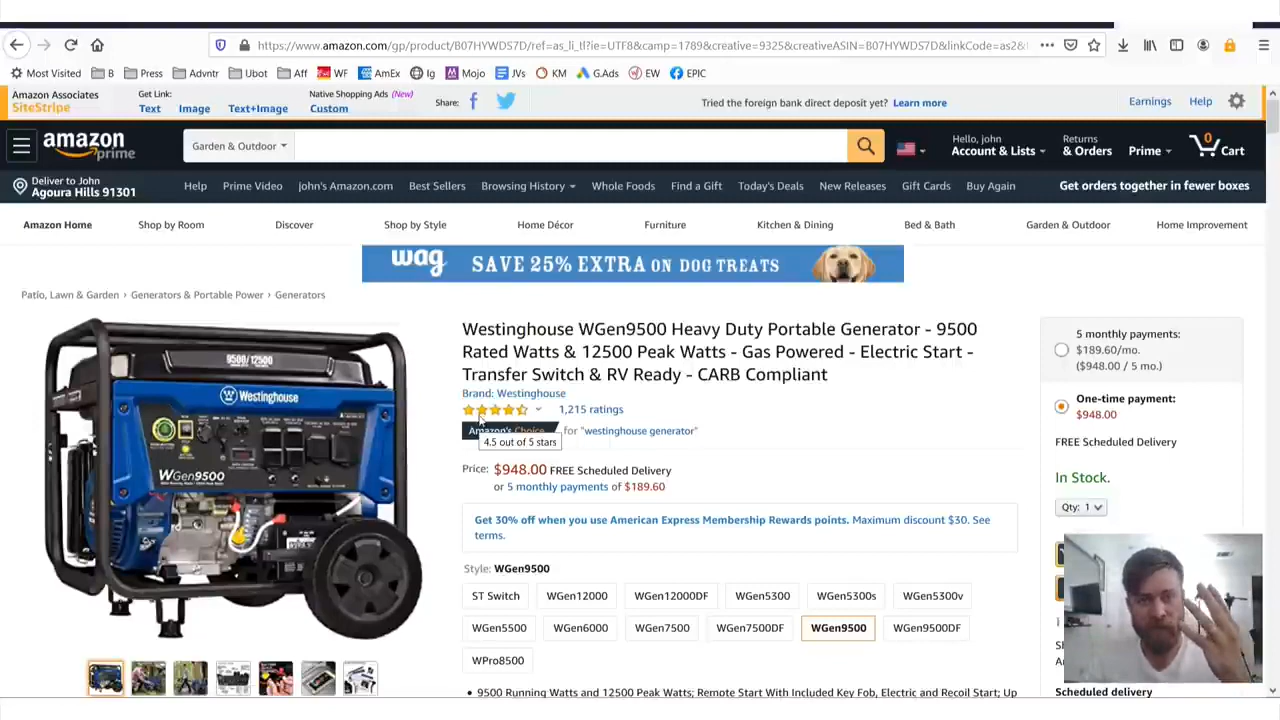 https://www.amazon.com/gp/product/B07HYWDS7D/ref=as_li_tl?ie=UTF8&camp=1789&creative=9325&creativeASIN=B07HYWDS7D&linkCode=as2&
Most Visited B Press Advntr Ubot Aff WF AmEx Ig Mojo JVs KM G.Ads EW EPIC
Amazon Associates
SiteStripe
Get Link:
Text Image Text+Image
Native Shopping Ads (New)
Custom
Share:
Tried the foreign bank direct deposit yet? Learn more
Earnings Help
amazon
prime
Garden & Outdoor
Hello, john
Account & Lists
Returns
& Orders
Prime
0
Cart
Deliver to John
Agoura Hills 91301
Help Prime Video John's Amazon.com Best Sellers Browsing History Whole Foods Find a Gift Today's Deals New Releases Gift Cards Buy Again
Get orders together in fewer boxes
Amazon Home Shop by Room Discover Shop by Style Home Décor Furniture Kitchen & Dining Bed & Bath Garden & Outdoor Home Improvement
wag SAVE 25% EXTRA ON DOG TREATS
Patio, Lawn & Garden › Generators & Portable Power › Generators
9500/12500
Westinghouse
WGen9500
Westinghouse WGen9500 Heavy Duty Portable Generator - 9500
Rated Watts & 12500 Peak Watts - Gas Powered - Electric Start -
Transfer Switch & RV Ready - CARB Compliant
Brand: Westinghouse
1,215 ratings
Amazon's Choice for "westinghouse generator"
4.5 out of 5 stars
Price: $948.00 FREE Scheduled Delivery
or 5 monthly payments of $189.60
Get 30% off when you use American Express Membership Rewards points. Maximum discount $30. See
terms.
Style: WGen9500
ST Switch WGen12000 WGen12000DF WGen5300 WGen5300s WGen5300v
WGen5500 WGen6000 WGen7500 WGen7500DF WGen9500 WGen9500DF
WPro8500
• 9500 Running Watts and 12500 Peak Watts; Remote Start With Included Key Fob, Electric and Recoil Start; Up
5 monthly payments:
$189.60/mo.
($948.00 / 5 mo.)
One-time payment:
$948.00
FREE Scheduled Delivery
In Stock.
Qty: 1
Scheduled delivery